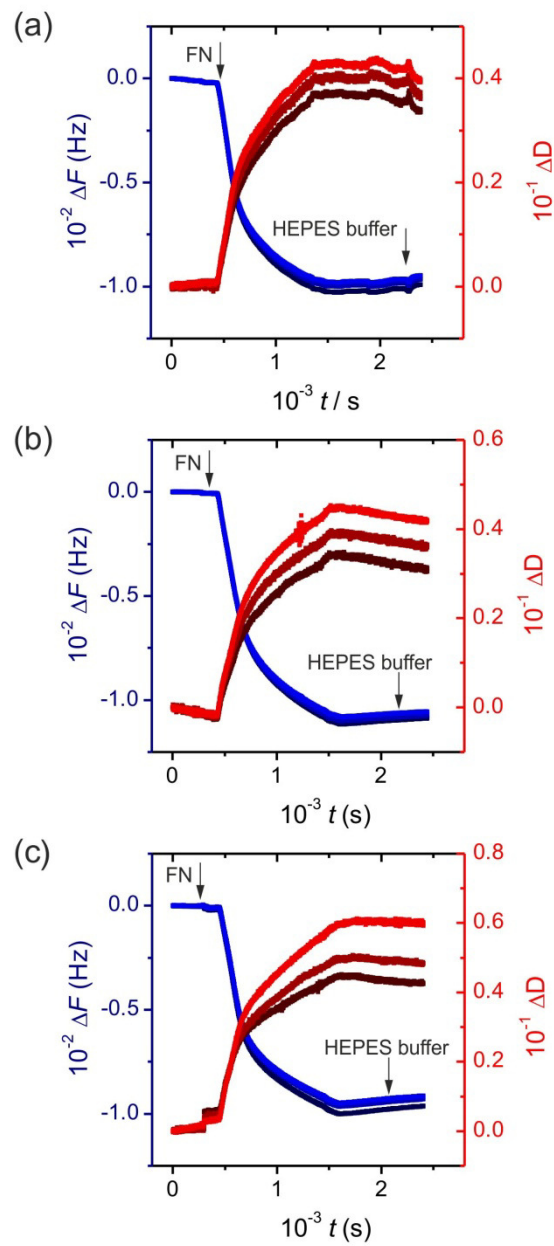 (a)
FN
HEPES buffer
0.0
-0.5
-1.0
10⁻² ΔF (Hz)
0.4
0.2
0.0
10⁻¹ ΔD
0 1 2
10⁻³ t / s
(b)
FN
HEPES buffer
0.0
-0.5
-1.0
10⁻² ΔF (Hz)
0.6
0.4
0.2
0.0
10⁻¹ ΔD
0 1 2
10⁻³ t (s)
(c)
FN
HEPES buffer
0.0
-0.5
-1.0
10⁻² ΔF (Hz)
0.8
0.6
0.4
0.2
0.0
10⁻¹ ΔD
0 1 2
10⁻³ t (s)